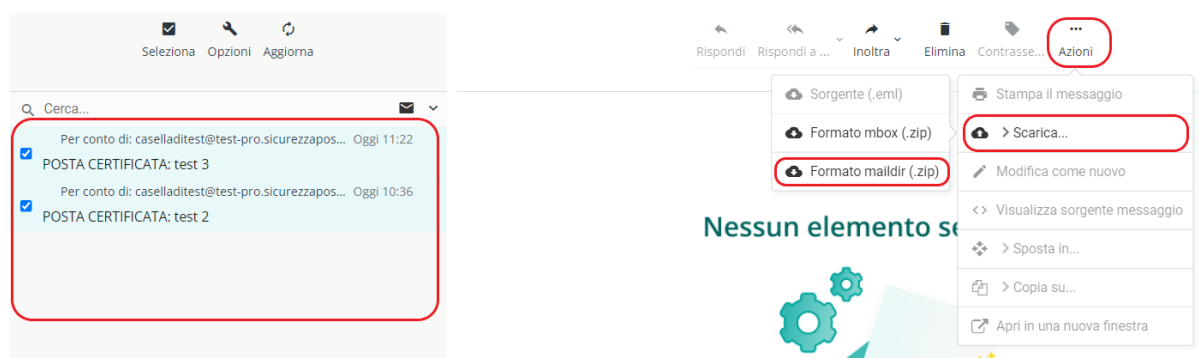 Seleziona Opzioni Aggiorna
Cerca...
Per conto di: caselladitest@test-pro.sicurezzapos... Oggi 11:22
POSTA CERTIFICATA: test 3
Per conto di: caselladitest@test-pro.sicurezzapos... Oggi 10:36
POSTA CERTIFICATA: test 2
Rispondi Rispondi a ... Inoltra Elimina Contrasse... Azioni
Sorgente (.eml)
Formato mbox (.zip)
Formato maildir (.zip)
Stampa il messaggio
> Scarica...
Modifica come nuovo
Visualizza sorgente messaggio
> Sposta in...
> Copia su...
Apri in una nuova finestra
Nessun elemento se